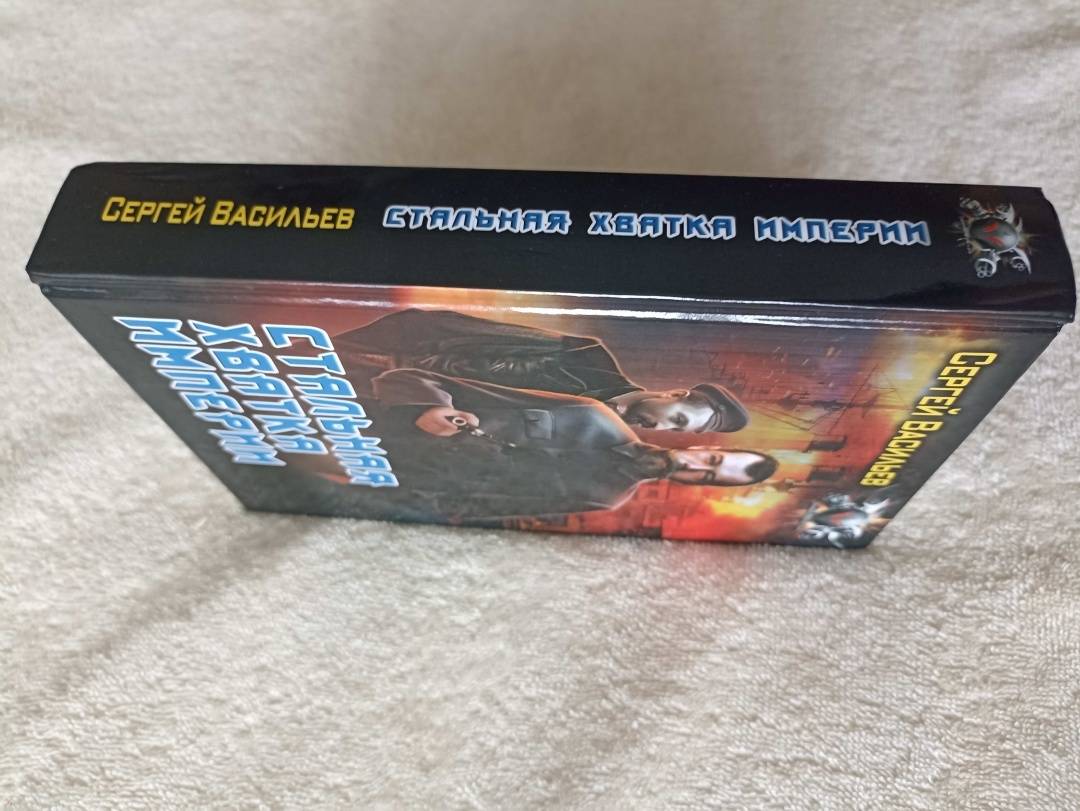 Сергей Васильев СТАЛЬНАЯ ХВАТКА ИМПЕРИИ
Сергей Васильев
СТАЛЬНАЯ
ХВАТКА
ИМПЕРИИ